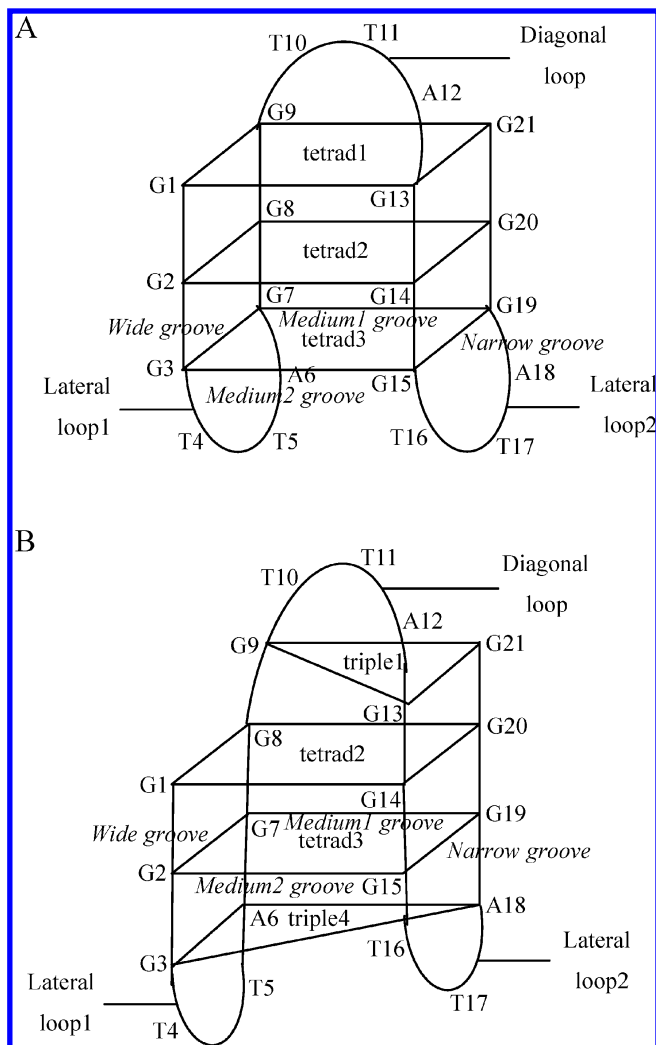 A
T10
T11
Diagonal
loop
A12
G9
G21
tetrad1
G1
G13
G8
G20
tetrad2
G2
G7
G14
G19
Wide groove
Medium1 groove
tetrad3
Narrow groove
G3
A6
G15
A18
Medium2 groove
Lateral
loop1
Lateral
loop2
T4
T5
T16
T17
B
T10
T11
Diagonal
loop
A12
G9
G21
triple1
G13
G8
G20
tetrad2
G1
G14
G7
Medium1 groove
G19
Wide groove
tetrad3
Narrow groove
G2
Medium2 groove
G15
A6
triple4
A18
T16
G3
Lateral
loop1
T5
Lateral
loop2
T4
T17